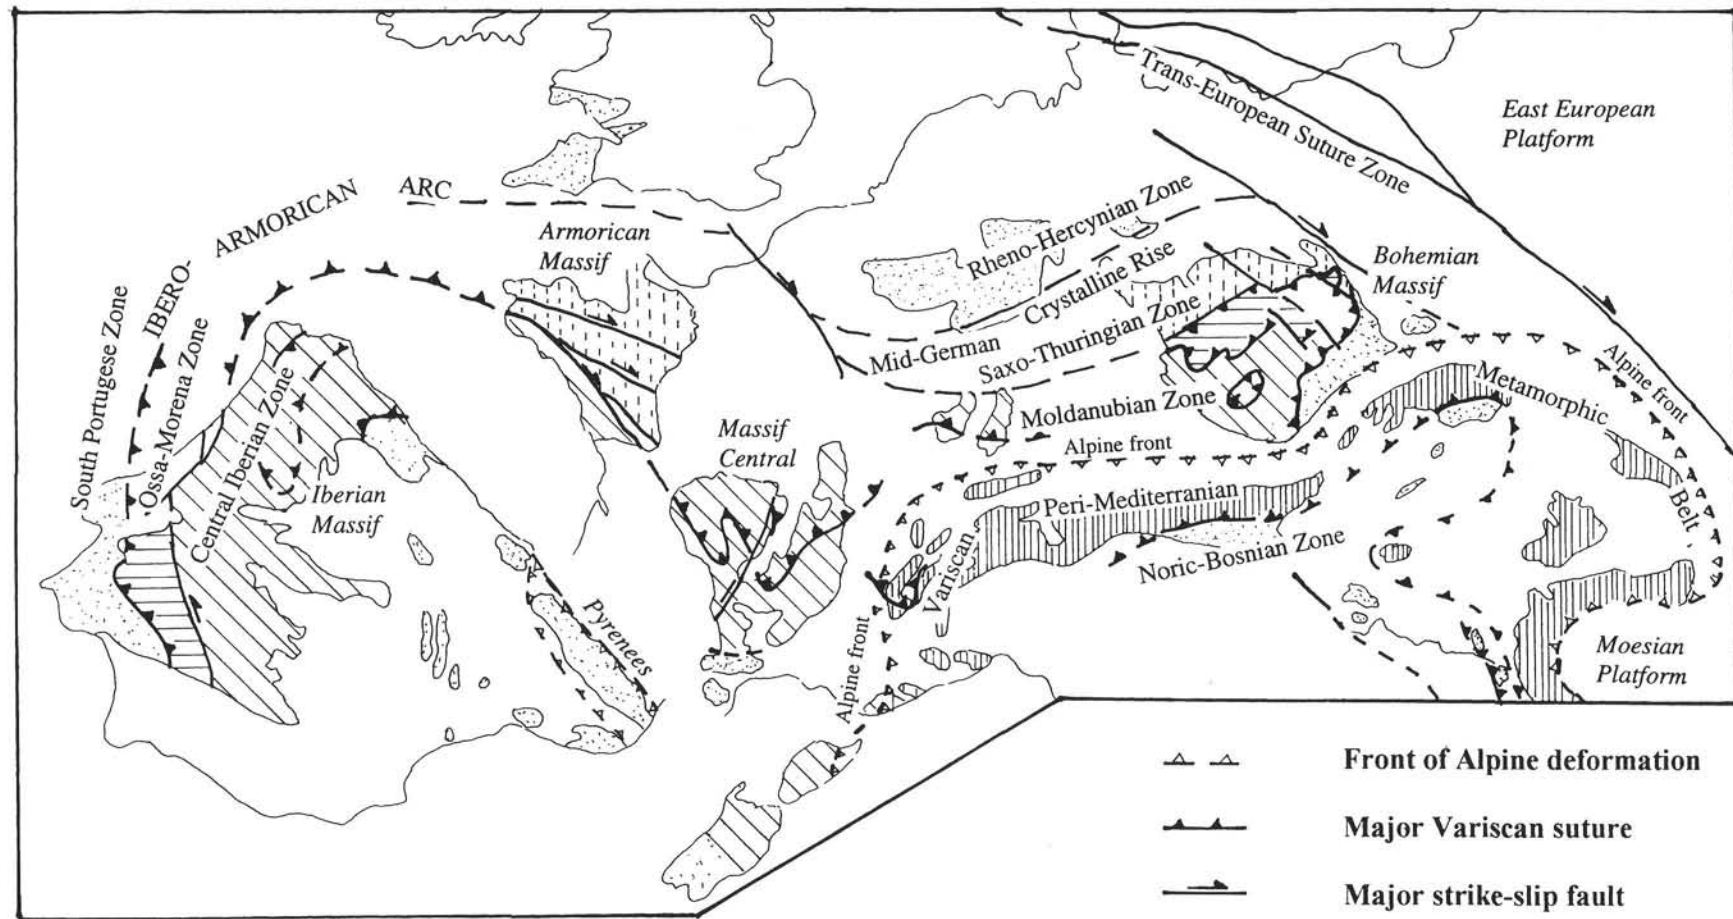 Trans-European Suture Zone
East European
Platform
IBERO-
ARMORICAN
ARC
Armorican
Massif
Rheno-Hercynian Zone
Mid-German
Crystalline Rise
Saxo-Thuringian Zone
Bohemian
Massif
South Portugese Zone
Ossa-Morena Zone
Central Iberian Zone
Iberian
Massif
Massif
Central
Moldanubian Zone
Alpine front
Alpine front
Metamorphic
Belt
Peri-Mediterranian
Variscan
Noric-Bosnian Zone
Pyrenees
Alpine front
Moesian
Platform
Front of Alpine deformation
Major Variscan suture
Major strike-slip fault